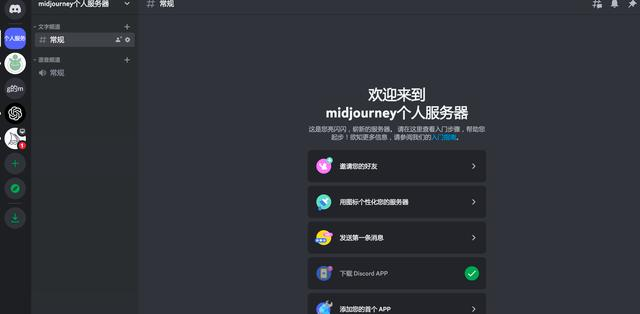 midjourney个人服务器
常规
文字频道
个人服务
常规
语音频道
常规
1
欢迎来到
midjourney个人服务器
这是您亮闪闪，崭新的服务器。请在这里查看入门步骤，帮助您
起步！欲知更多信息，请参阅我们的入门指南。
邀请您的好友
用图标个性化您的服务器
发送第一条消息
下载 Discord APP
添加您的首个 APP